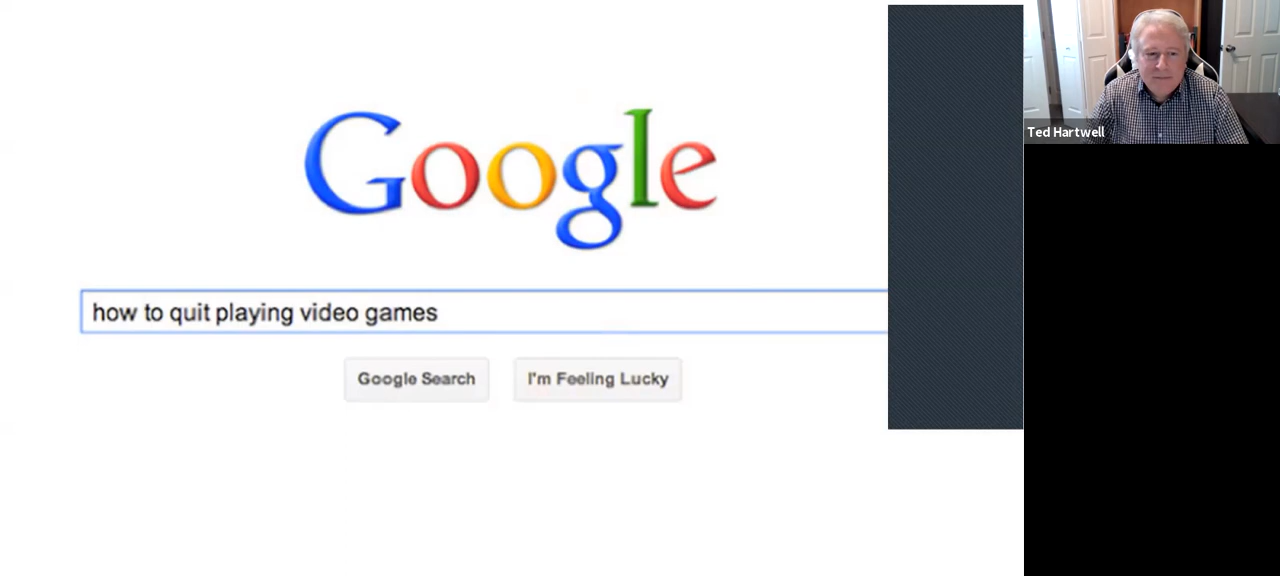 Google
how to quit playing video games
Google Search
I'm Feeling Lucky
Ted Hartwell